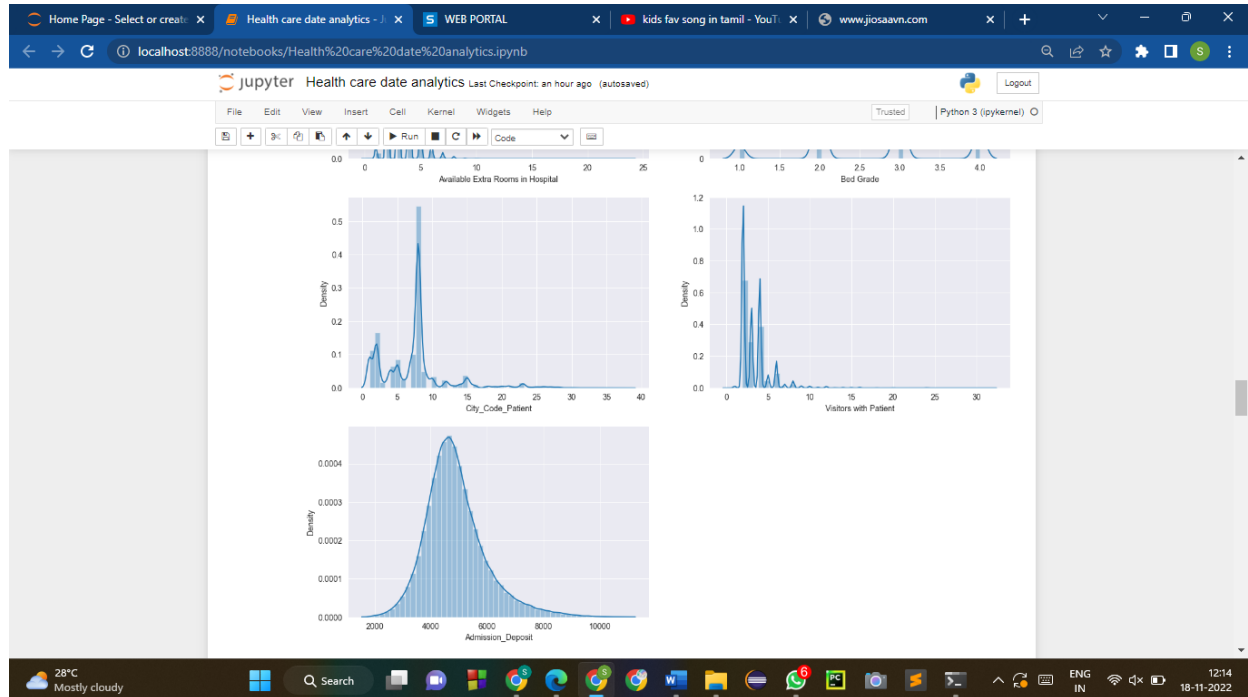 Home Page - Select or create
Health care date analytics - Ju
WEB PORTAL
kids fav song in tamil - YouTu
www.jiosaavn.com
localhost:8888/notebooks/Health%20care%20date%20analytics.ipynb
S
jupyter Health care date analytics Last Checkpoint: an hour ago (autosaved)
Logout
File Edit View Insert Cell Kernel Widgets Help
Trusted Python 3 (ipykernel)
Run Code
0.0
0 5 10 15 20 25
Available Extra Rooms in Hospital
0
1.0 1.5 2.0 2.5 3.0 3.5 4.0
Bed Grade
0.5
0.4
0.3
0.2
0.1
0.0
Density
0 5 10 15 20 25 30 35 40
City_Code_Patient
1.2
1.0
0.8
0.6
0.4
0.2
0.0
Density
0 5 10 15 20 25 30
Visitors with Patient
0.0004
0.0003
0.0002
0.0001
0.0000
Density
2000 4000 6000 8000 10000
Admission_Deposit
28°C
Mostly cloudy
Search
6
ENG
IN
12:14
18-11-2022